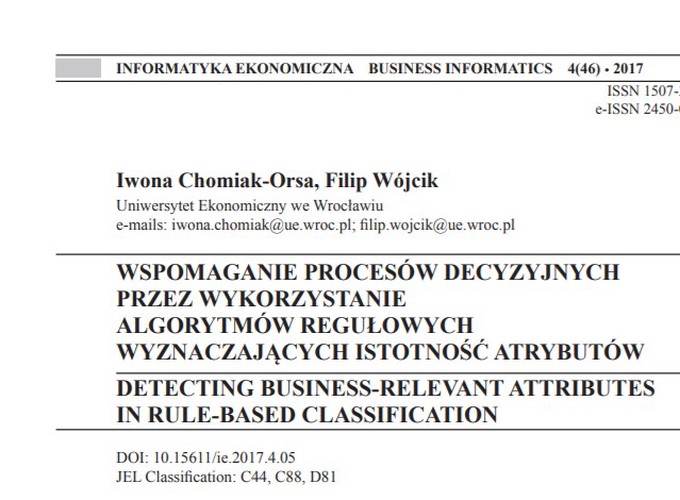 INFORMATYKA EKONOMICZNA BUSINESS INFORMATICS 4(46) • 2017
ISSN 1507-
e-ISSN 2450-
Iwona Chomiak-Orsa, Filip Wójcik
Uniwersytet Ekonomiczny we Wrocławiu
e-mails: iwona.chomiak@ue.wroc.pl; filip.wojcik@ue.wroc.pl
WSPOMAGANIE PROCESÓW DECYZYJNYCH
PRZEZ WYKORZYSTANIE
ALGORYTMÓW REGUŁOWYCH
WYZNACZAJĄCYCH ISTOTNOŚĆ ATRYBUTÓW
DETECTING BUSINESS-RELEVANT ATTRIBUTES
IN RULE-BASED CLASSIFICATION
DOI: 10.15611/ie.2017.4.05
JEL Classification: C44, C88, D81